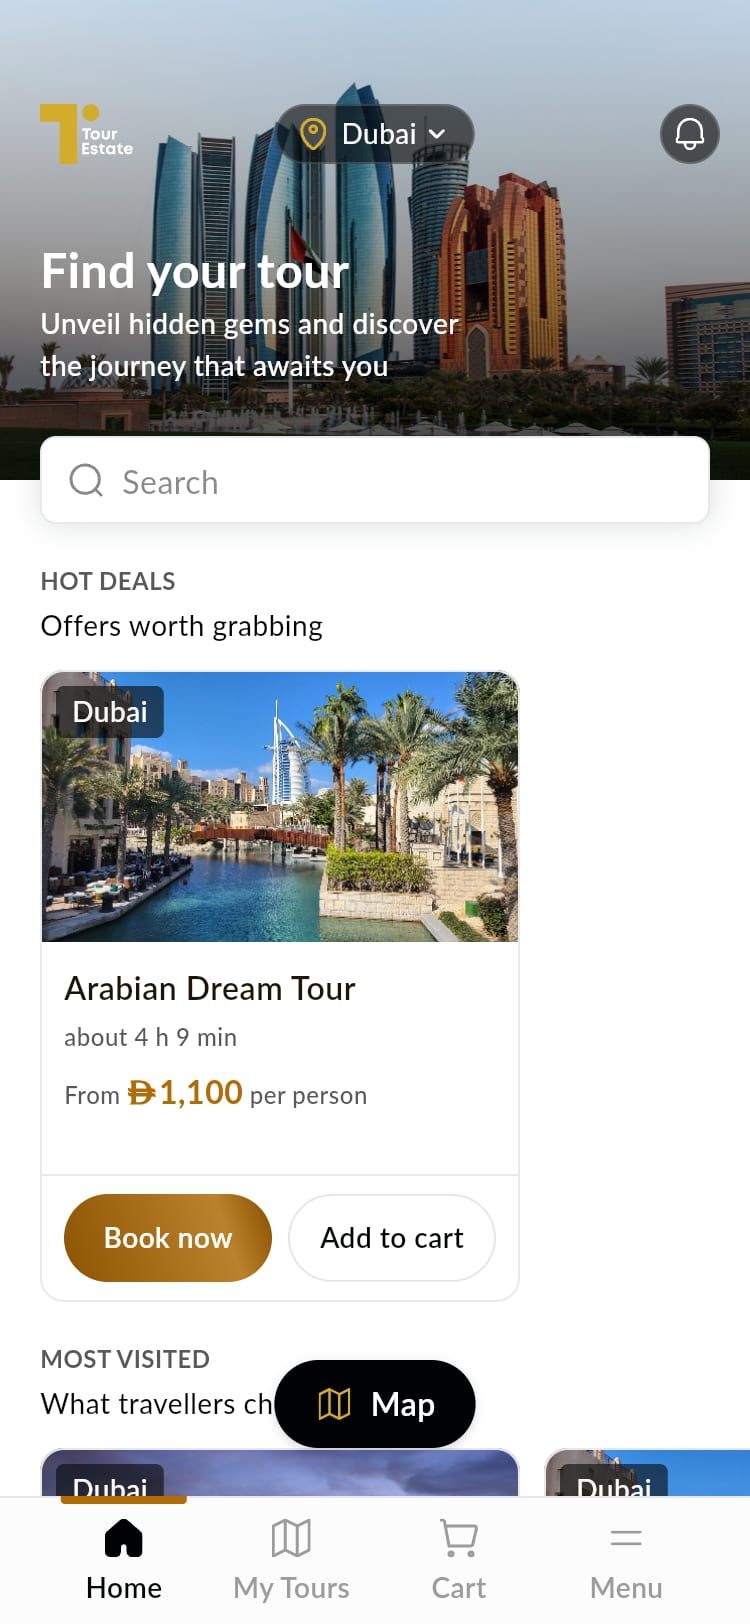 Tour
Estate
Dubai
Find your tour
Unveil hidden gems and discover
the journey that awaits you
Search
HOT DEALS
Offers worth grabbing
Dubai
Arabian Dream Tour
about 4 h 9 min
From 1,100 per person
Book now
Add to cart
MOST VISITED
What travellers ch
Map
Dubai
Dubai
Home
My Tours
Cart
Menu